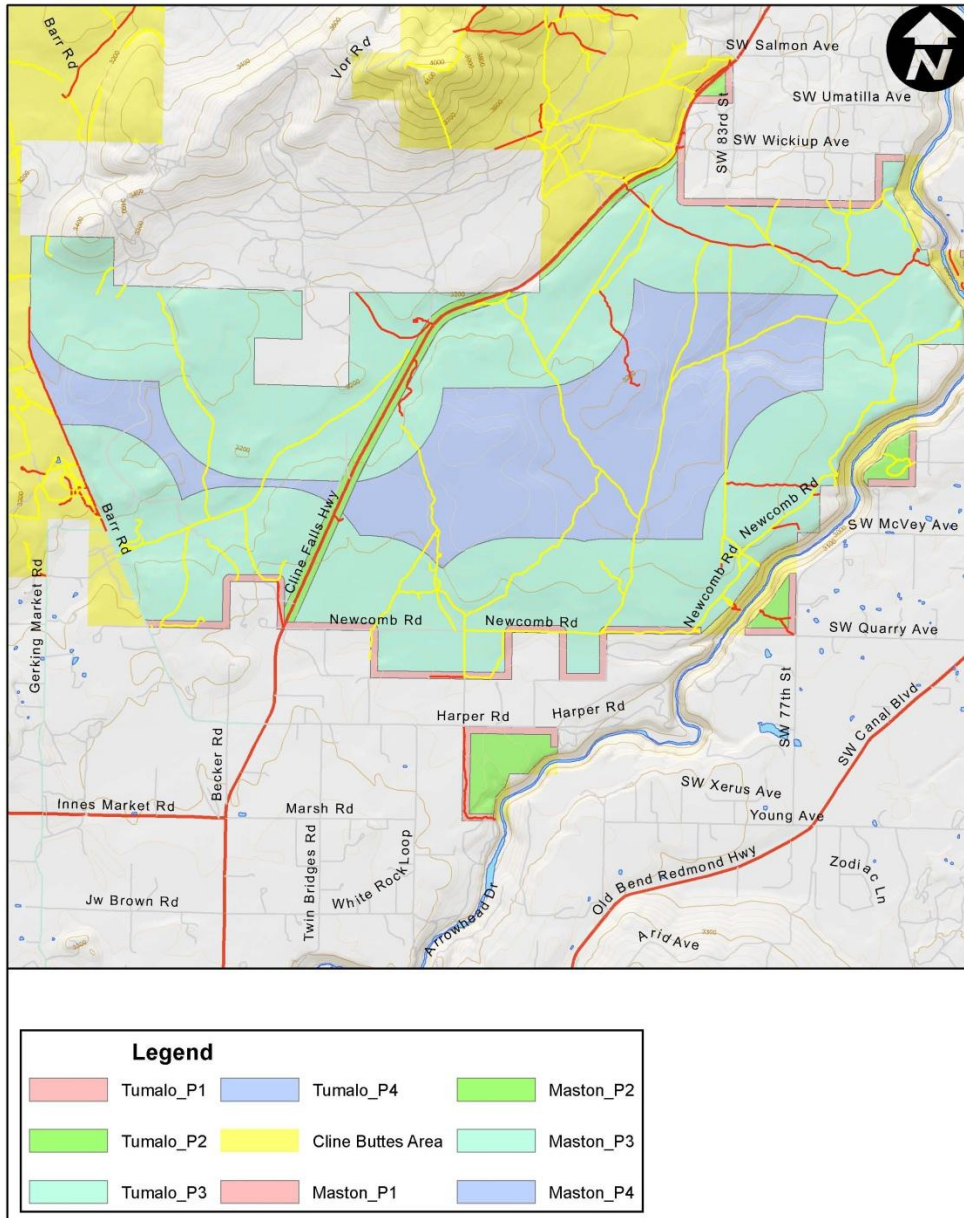 Barr Rd
Vor Rd
SW Salmon Ave
N
SW 83rd St
SW Umatilla Ave
SW Wickiup Ave
Barr Rd
Cline Falls Hwy
Gerking Market Rd
Newcomb Rd
Newcomb Rd
Newcomb Rd
Newcomb Rd
SW McVey Ave
SW Quarry Ave
SW 77th St
SW Canal Blvd
Harper Rd
Harper Rd
Becker Rd
Innes Market Rd
Marsh Rd
SW Xerus Ave
Young Ave
Twin Bridges Rd
White Rock Loop
Zodiac Ln
Old Bend Redmond Hwy
Jw Brown Rd
Arrowhead Dr
Arid Ave
3200
3300
Legend
Tumalo_P1
Tumalo_P4
Maston_P2
Tumalo_P2
Cline Buttes Area
Maston_P3
Tumalo_P3
Maston_P1
Maston_P4